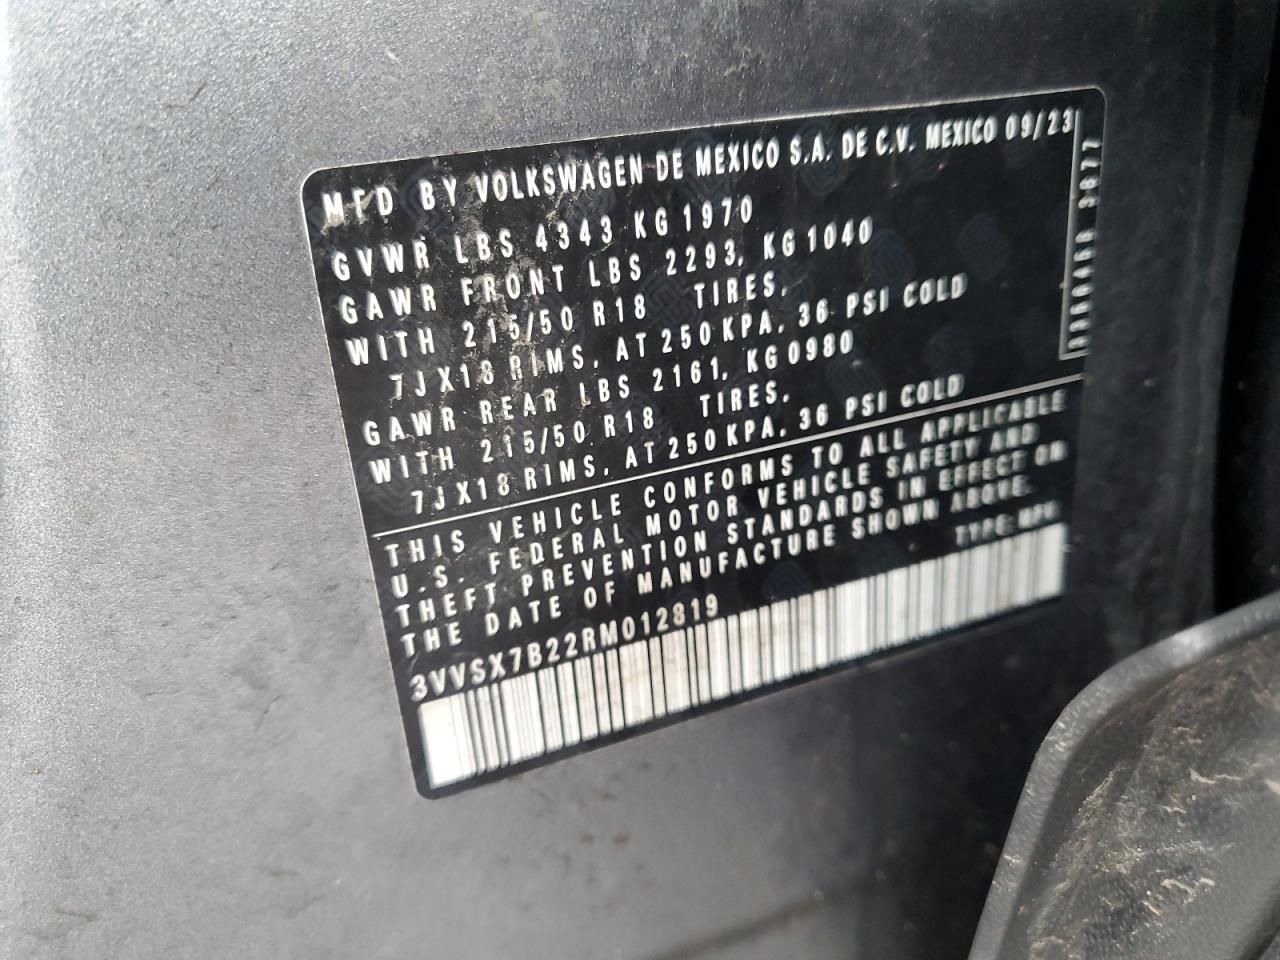 MFD BY VOLKSWAGEN DE MEXICO S.A. DE C.V. MEXICO 09/23
GVWR LBS 4343 KG 1970
GAWR FRONT LBS 2293, KG 1040
WITH 215/50 R18 TIRES,
7JX18 RIMS, AT 250 KPA, 36 PSI COLD
GAWR REAR LBS 2161, KG 0980
WITH 215/50 R18 TIRES,
7JX18 RIMS, AT 250 KPA, 36 PSI COLD
THIS VEHICLE CONFORMS TO ALL APPLICABLE
U.S. FEDERAL MOTOR VEHICLE SAFETY AND
THEFT PREVENTION STANDARDS IN EFFECT ON
THE DATE OF MANUFACTURE SHOWN ABOVE.
TYPE: MPV
3VVSX7B22RM012819